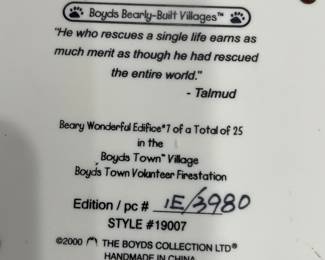 Boyds Bearly-Built Villages™
"He who rescues a single life earns as
much merit as though he had rescued
the entire world."
- Talmud
Beary Wonderful Edifice #7 of a Total of 25
in the
Boyds Town™ Village
Boyds Town Volunteer Firestation
Edition / pc # 1E/3980
STYLE #19007
©2000 THE BOYDS COLLECTION LTD®
HANDMADE IN CHINA